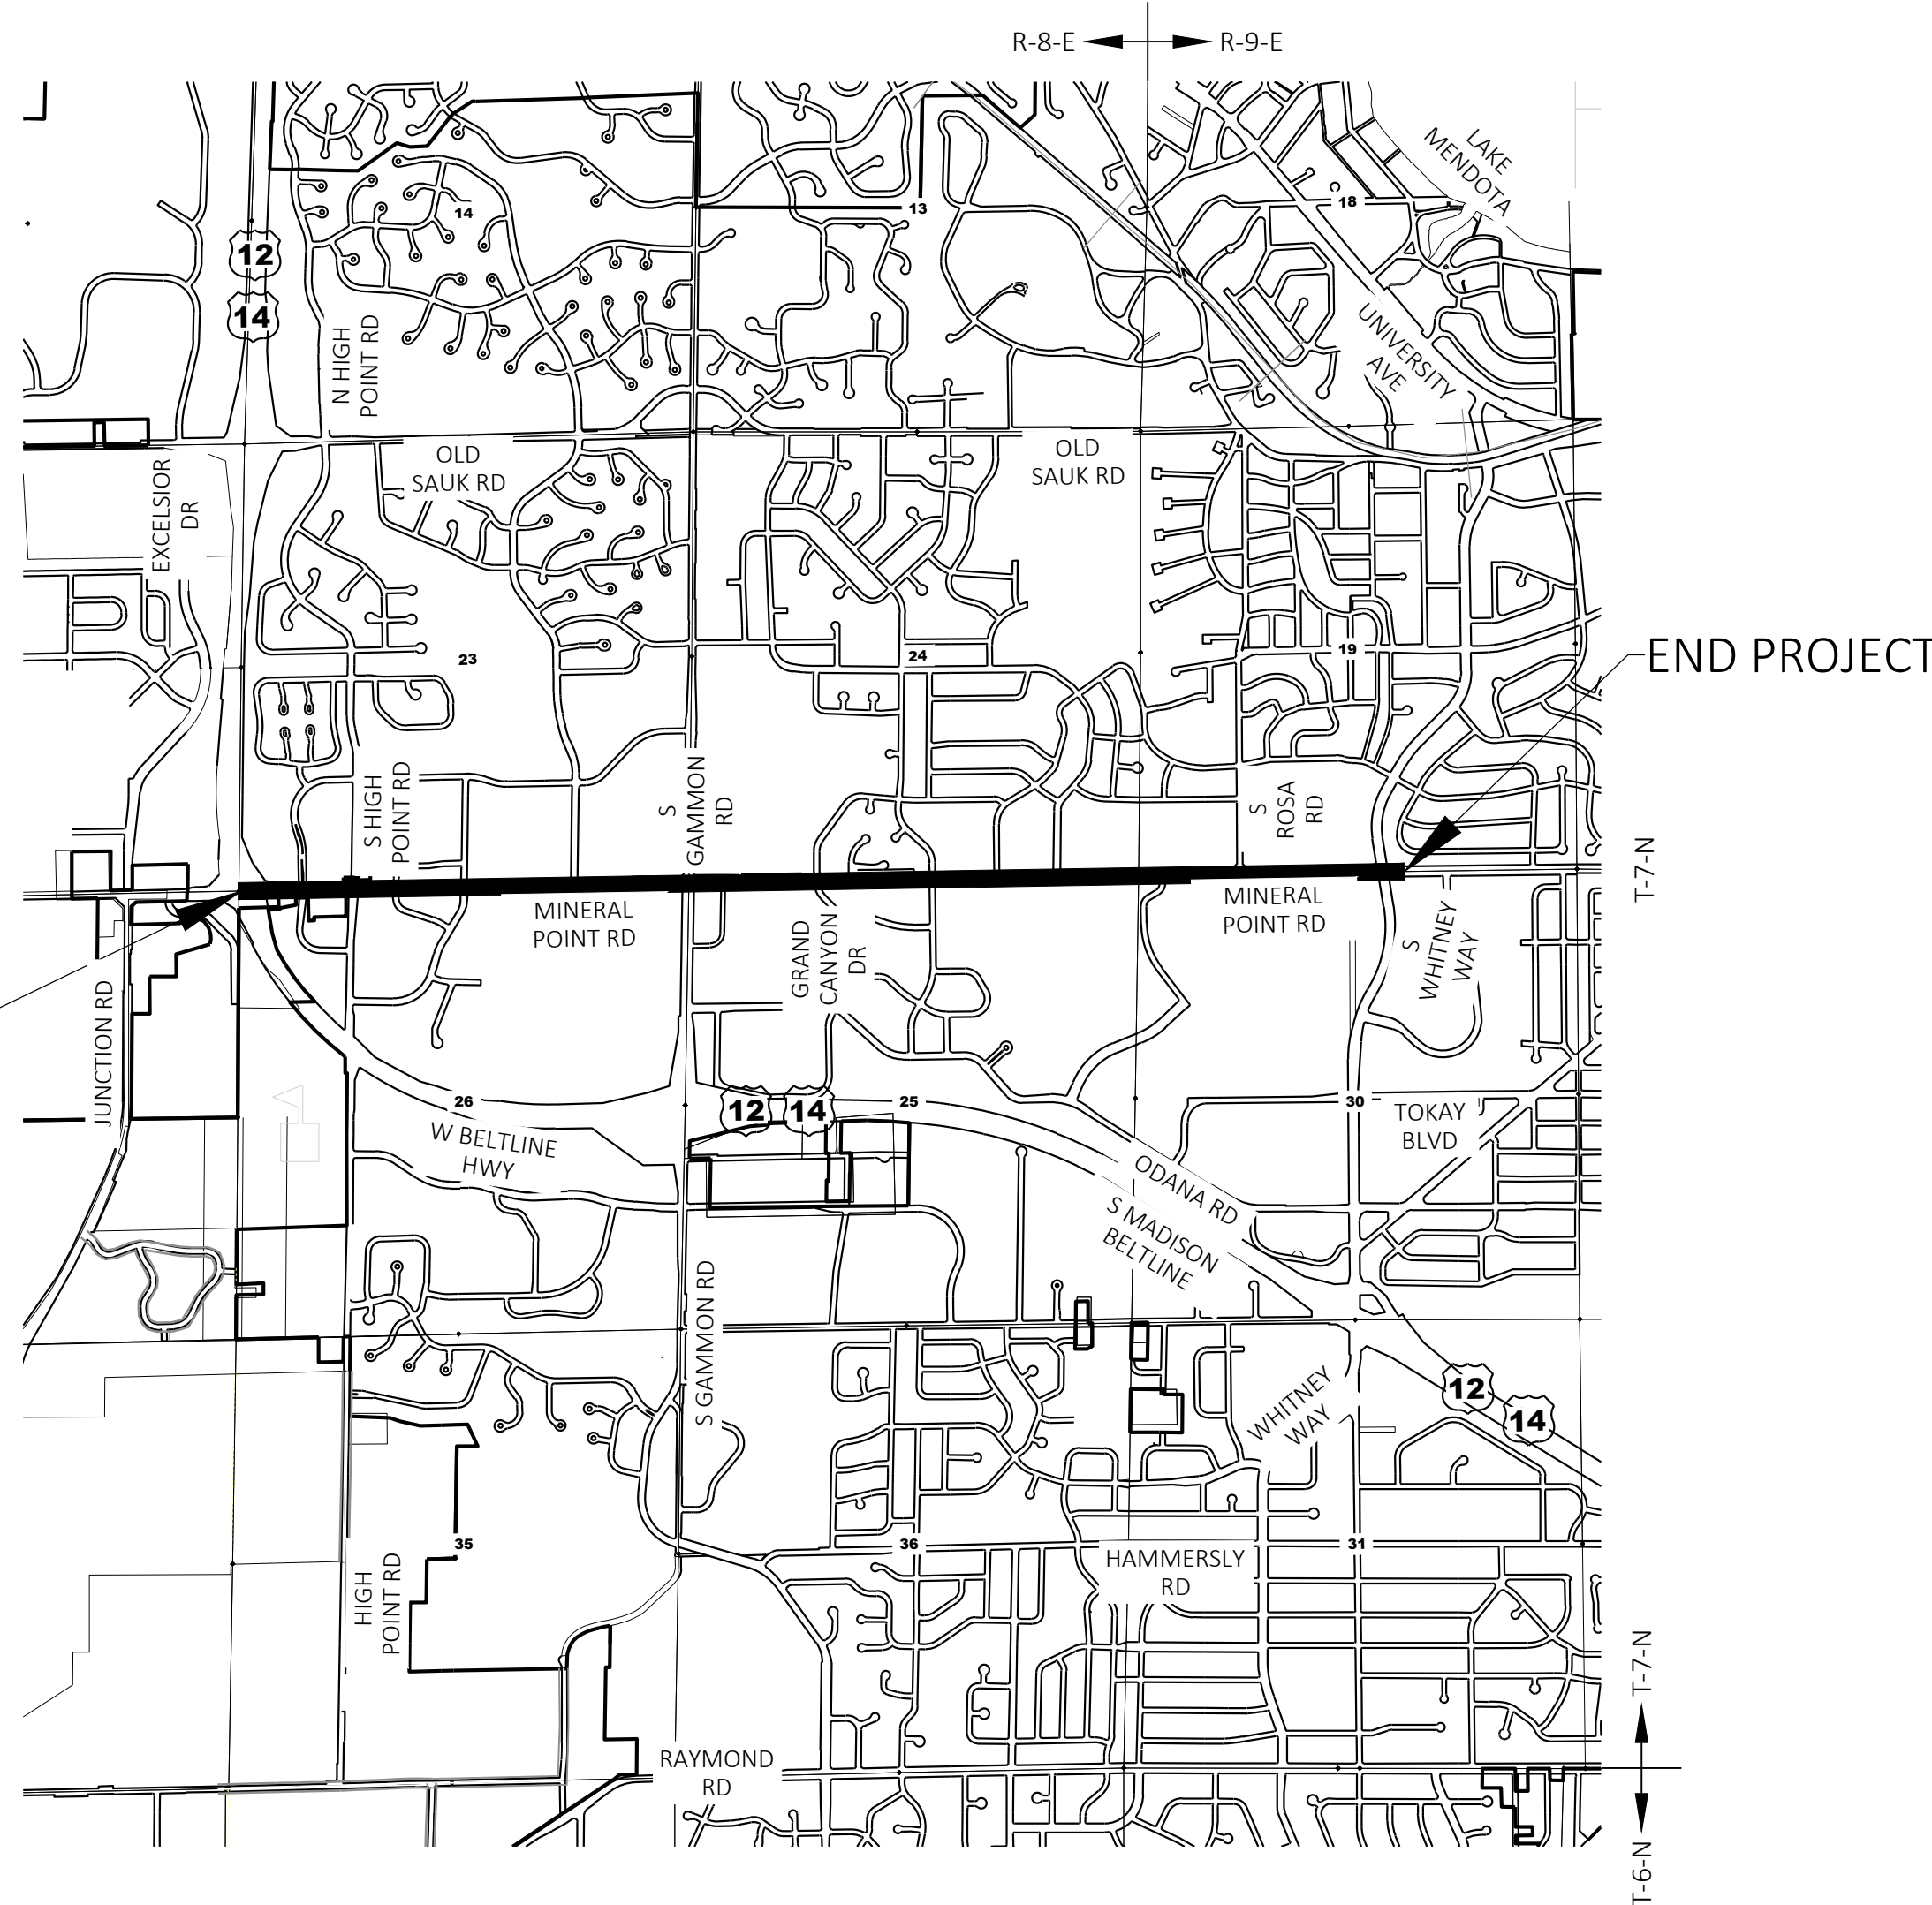 R-8-E R-9-E
LAKE
MENDOTA
14
13
18
12
14
N HIGH
POINT RD
UNIVERSITY
AVE
OLD
SAUK RD
OLD
SAUK RD
EXCELSIOR
DR
23
24
19
END PROJECT
S HIGH
POINT RD
S
GAMMON
RD
S
ROSA
RD
T-7-N
MINERAL
POINT RD
GRAND
CANYON
DR
MINERAL
POINT RD
S
WHITNEY
WAY
JUNCTION RD
26
12 14
25
30
TOKAY
BLVD
W BELTLINE
HWY
ODANA RD
S MADISON
BELTLINE
S GAMMON RD
WHITNEY
WAY
12
14
35
36
31
HIGH
POINT RD
HAMMERSLY
RD
RAYMOND
RD
T-7-N
T-6-N